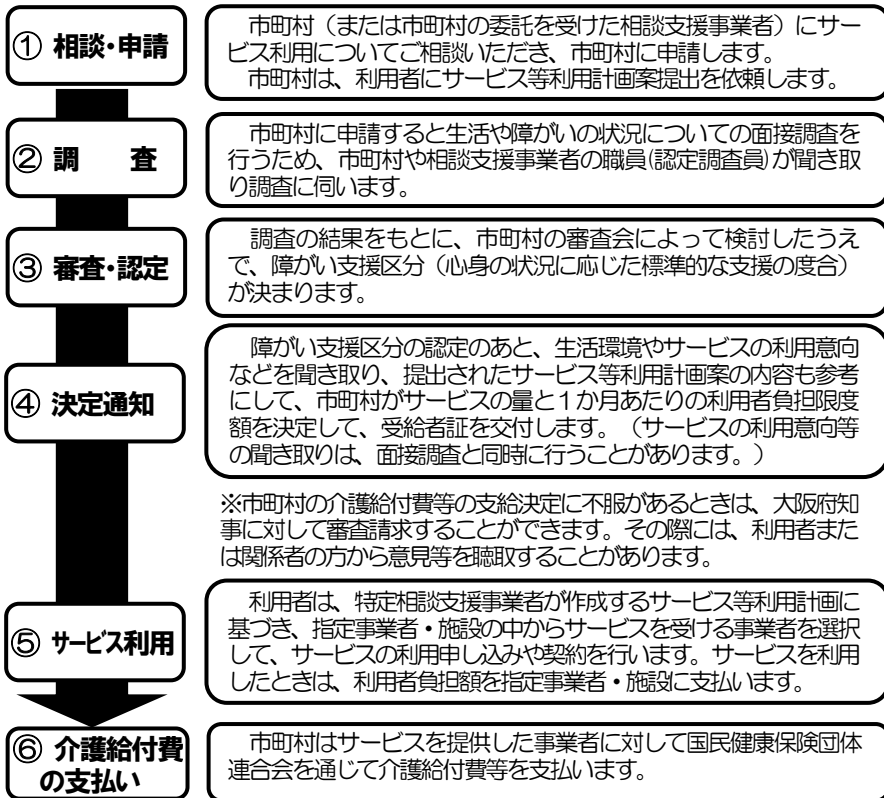 ① 相談・申請
　市町村（または市町村の委託を受けた相談支援事業者）にサー
ビス利用についてご相談いただき、市町村に申請します。
　市町村は、利用者にサービス等利用計画案提出を依頼します。
② 調　　査
　市町村に申請すると生活や障がいの状況についての面接調査を
行うため、市町村や相談支援事業者の職員(認定調査員)が聞き取
り調査に伺います。
③ 審査・認定
　調査の結果をもとに、市町村の審査会によって検討したうえ
で、障がい支援区分（心身の状況に応じた標準的な支援の度合）
が決まります。
④ 決定通知
　障がい支援区分の認定のあと、生活環境やサービスの利用意向
などを聞き取り、提出されたサービス等利用計画案の内容も参考
にして、市町村がサービスの量と１か月あたりの利用者負担限度
額を決定して、受給者証を交付します。（サービスの利用意向等
の聞き取りは、面接調査と同時に行うことがあります。）
※市町村の介護給付費等の支給決定に不服があるときは、大阪府知
事に対して審査請求することができます。その際には、利用者また
は関係者の方から意見等を聴取することがあります。
⑤ サービス利用
　利用者は、特定相談支援事業者が作成するサービス等利用計画に
基づき、指定事業者・施設の中からサービスを受ける事業者を選択
して、サービスの利用申し込みや契約を行います。サービスを利用
したときは、利用者負担額を指定事業者・施設に支払います。
⑥ 介護給付費
の支払い
　市町村はサービスを提供した事業者に対して国民健康保険団体
連合会を通じて介護給付費等を支払います。